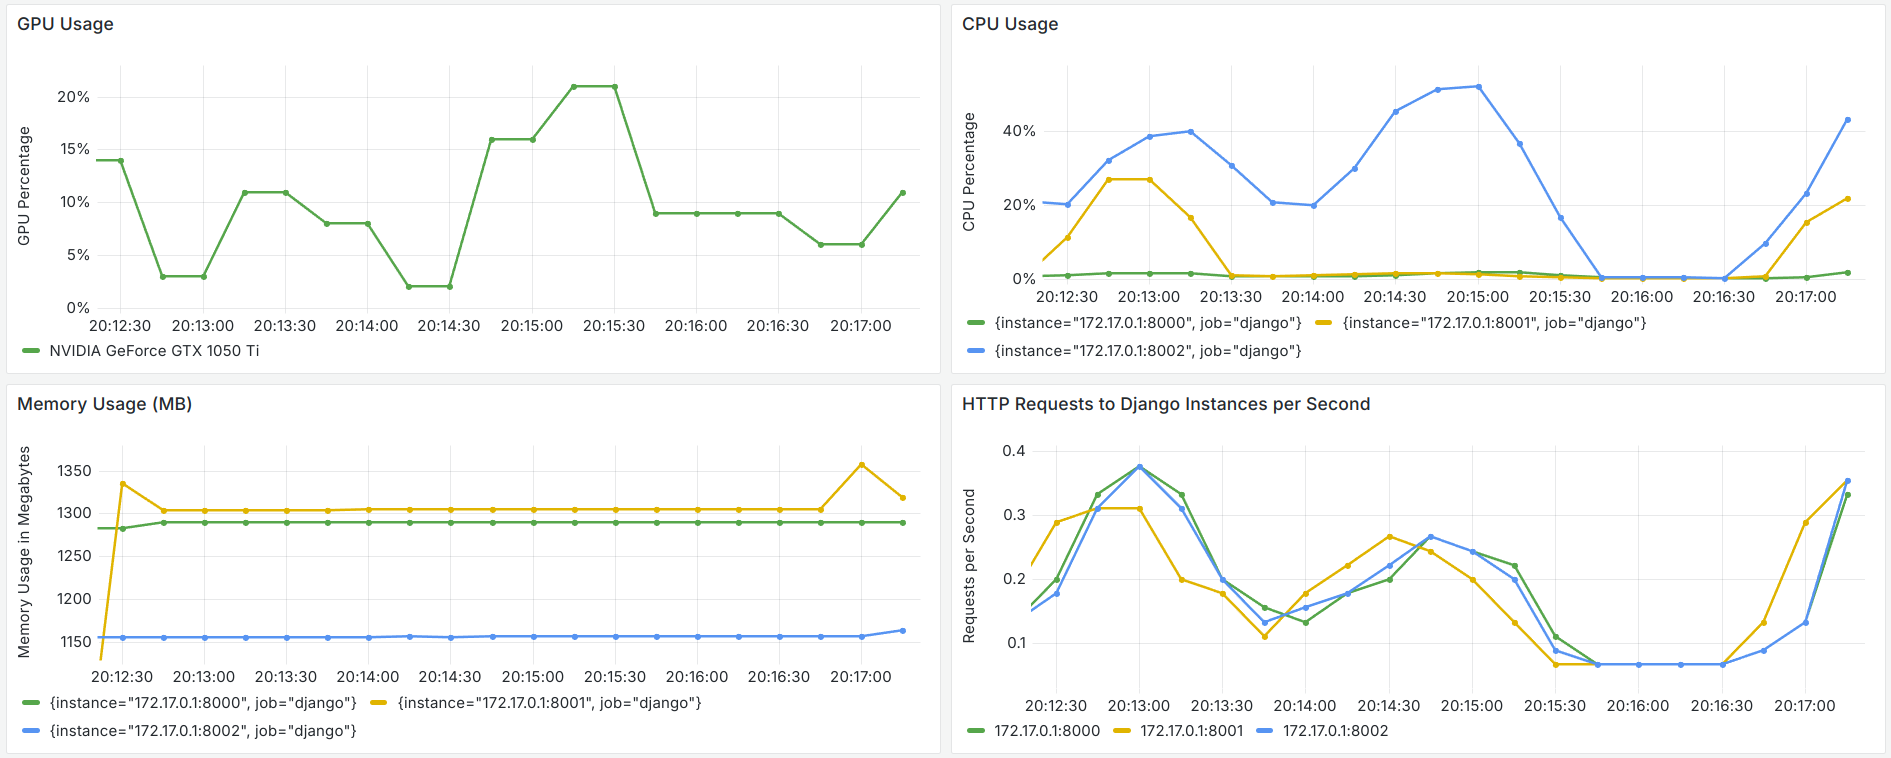 GPU Usage
GPU Percentage
20%
15%
10%
5%
0%
20:12:30 20:13:00 20:13:30 20:14:00 20:14:30 20:15:00 20:15:30 20:16:00 20:16:30 20:17:00
NVIDIA GeForce GTX 1050 Ti
CPU Usage
CPU Percentage
40%
20%
0%
20:12:30 20:13:00 20:13:30 20:14:00 20:14:30 20:15:00 20:15:30 20:16:00 20:16:30 20:17:00
{instance="172.17.0.1:8000", job="django"} {instance="172.17.0.1:8001", job="django"}
{instance="172.17.0.1:8002", job="django"}
Memory Usage (MB)
Memory Usage in Megabytes
1350
1300
1250
1200
1150
20:12:30 20:13:00 20:13:30 20:14:00 20:14:30 20:15:00 20:15:30 20:16:00 20:16:30 20:17:00
{instance="172.17.0.1:8000", job="django"} {instance="172.17.0.1:8001", job="django"}
{instance="172.17.0.1:8002", job="django"}
HTTP Requests to Django Instances per Second
Requests per Second
0.4
0.3
0.2
0.1
20:12:30 20:13:00 20:13:30 20:14:00 20:14:30 20:15:00 20:15:30 20:16:00 20:16:30 20:17:00
172.17.0.1:8000 172.17.0.1:8001 172.17.0.1:8002